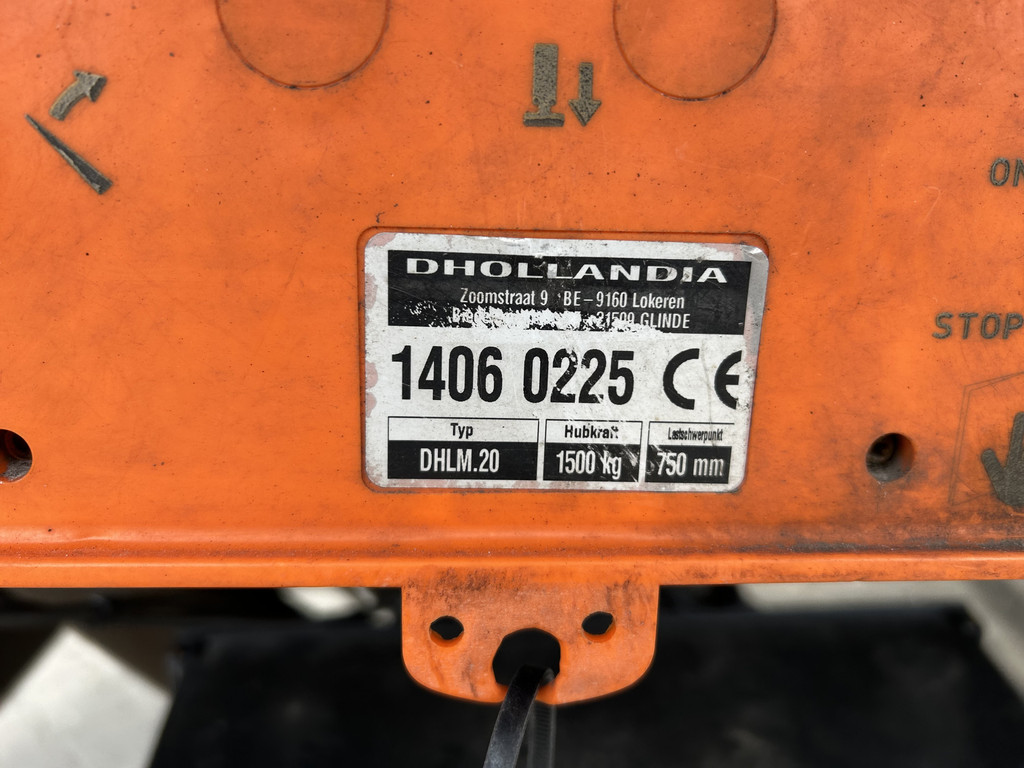 ON
DHOLLANDIA
Zoomstraat 9 BE – 9160 Lokeren
21509 GLINDE
STOP
1406 0225 CE
Typ Hubkraft Lastschwerpunkt
DHLM.20 1500 kg 750 mm